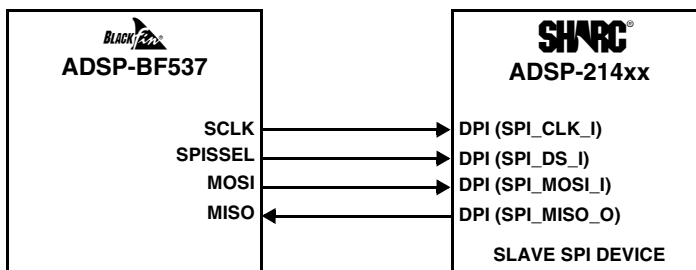 BLACKfin®
ADSP-BF537
SCLK
SPISSEL
MOSI
MISO
SHARC®
ADSP-214xx
DPI (SPI_CLK_I)
DPI (SPI_DS_I)
DPI (SPI_MOSI_I)
DPI (SPI_MISO_O)
SLAVE SPI DEVICE